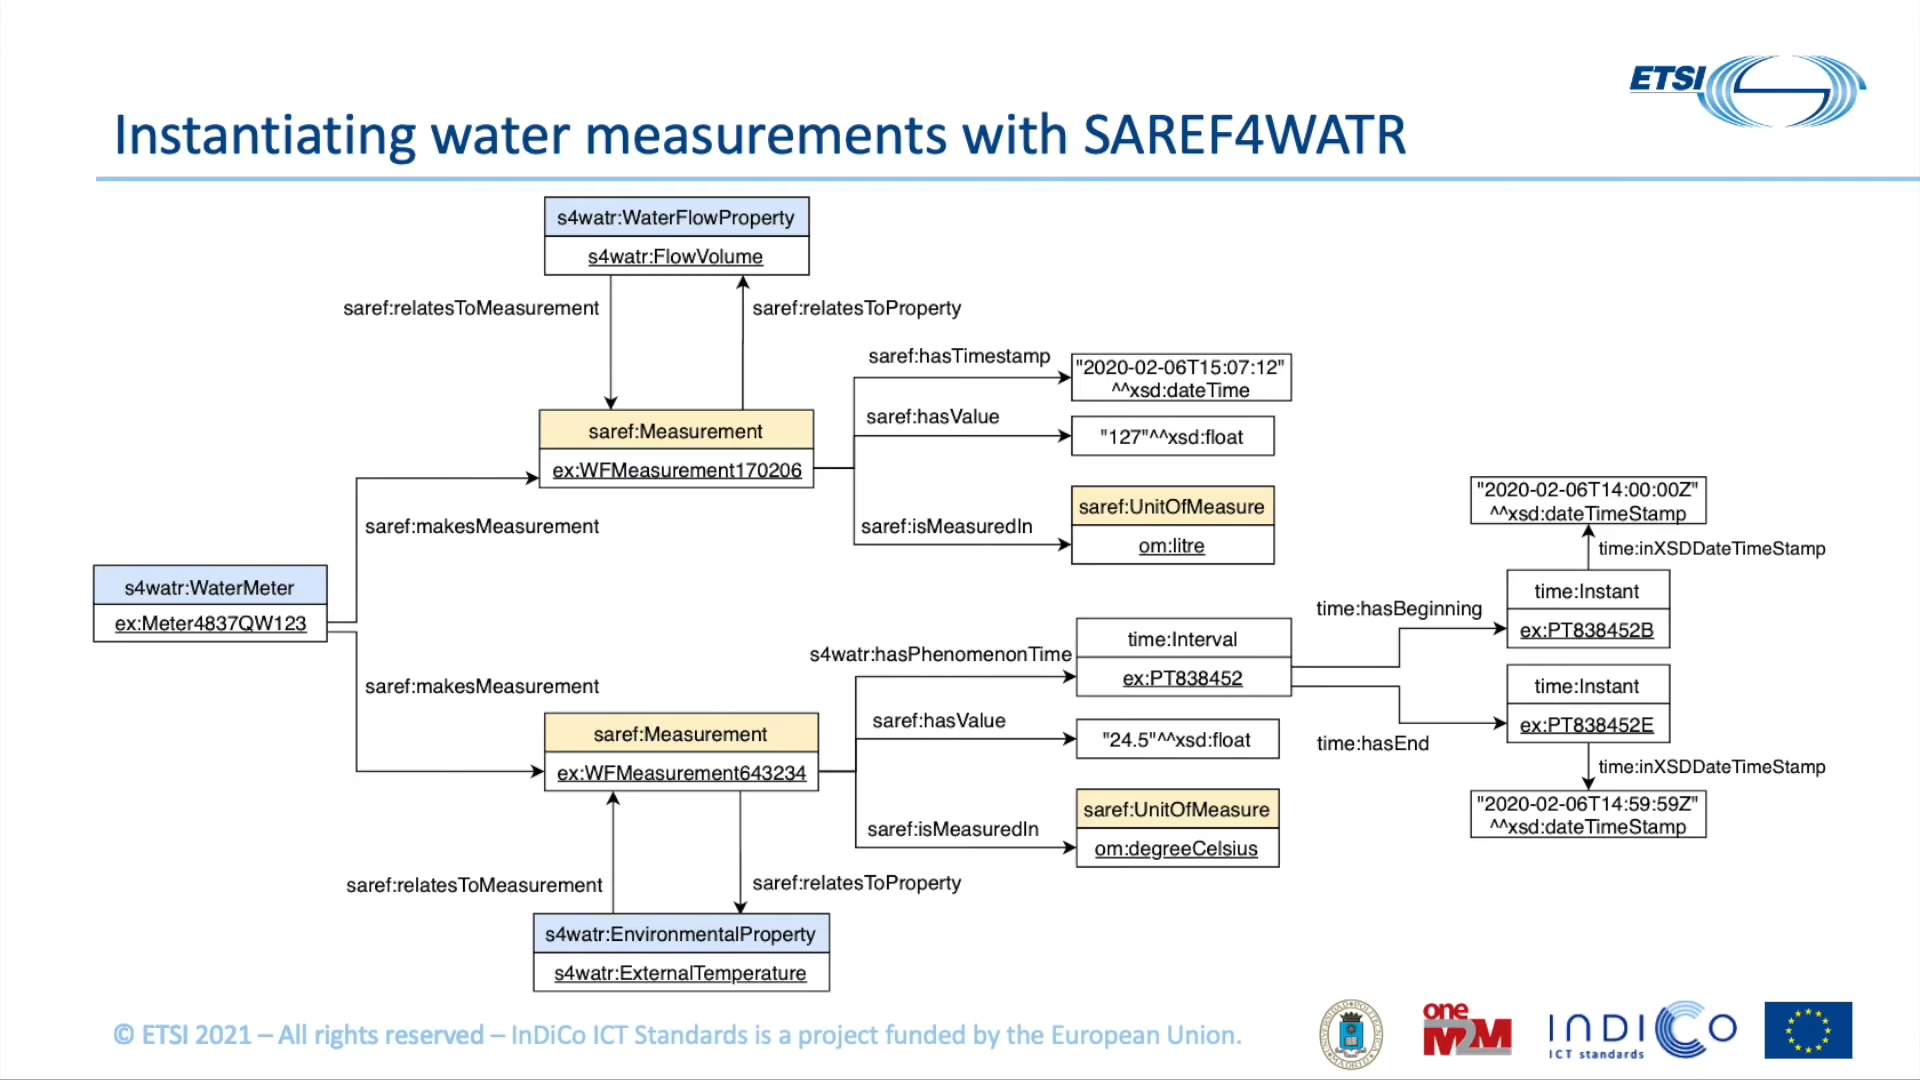 ETSI
Instantiating water measurements with SAREF4WATR
s4watr:WaterFlowProperty
s4watr:FlowVolume
saref:relatesToMeasurement
saref:relatesToProperty
saref:hasTimestamp
"2020-02-06T15:07:12"
^^xsd:dateTime
saref:hasValue
"127"^^xsd:float
saref:Measurement
ex:WFMeasurement170206
saref:isMeasuredIn
saref:UnitOfMeasure
om:litre
saref:makesMeasurement
s4watr:WaterMeter
ex:Meter4837QW123
saref:makesMeasurement
"2020-02-06T14:00:00Z"
^^xsd:dateTimeStamp
time:inXSDDateTimeStamp
time:Instant
ex:PT838452B
time:hasBeginning
s4watr:hasPhenomenonTime
time:Interval
ex:PT838452
time:Instant
ex:PT838452E
time:hasEnd
time:inXSDDateTimeStamp
"2020-02-06T14:59:59Z"
^^xsd:dateTimeStamp
saref:Measurement
ex:WFMeasurement643234
saref:hasValue
"24.5"^^xsd:float
saref:isMeasuredIn
saref:UnitOfMeasure
om:degreeCelsius
saref:relatesToMeasurement
saref:relatesToProperty
s4watr:EnvironmentalProperty
s4watr:ExternalTemperature
© ETSI 2021 – All rights reserved – InDiCo ICT Standards is a project funded by the European Union.
one
M2M
INDICO
ICT standards